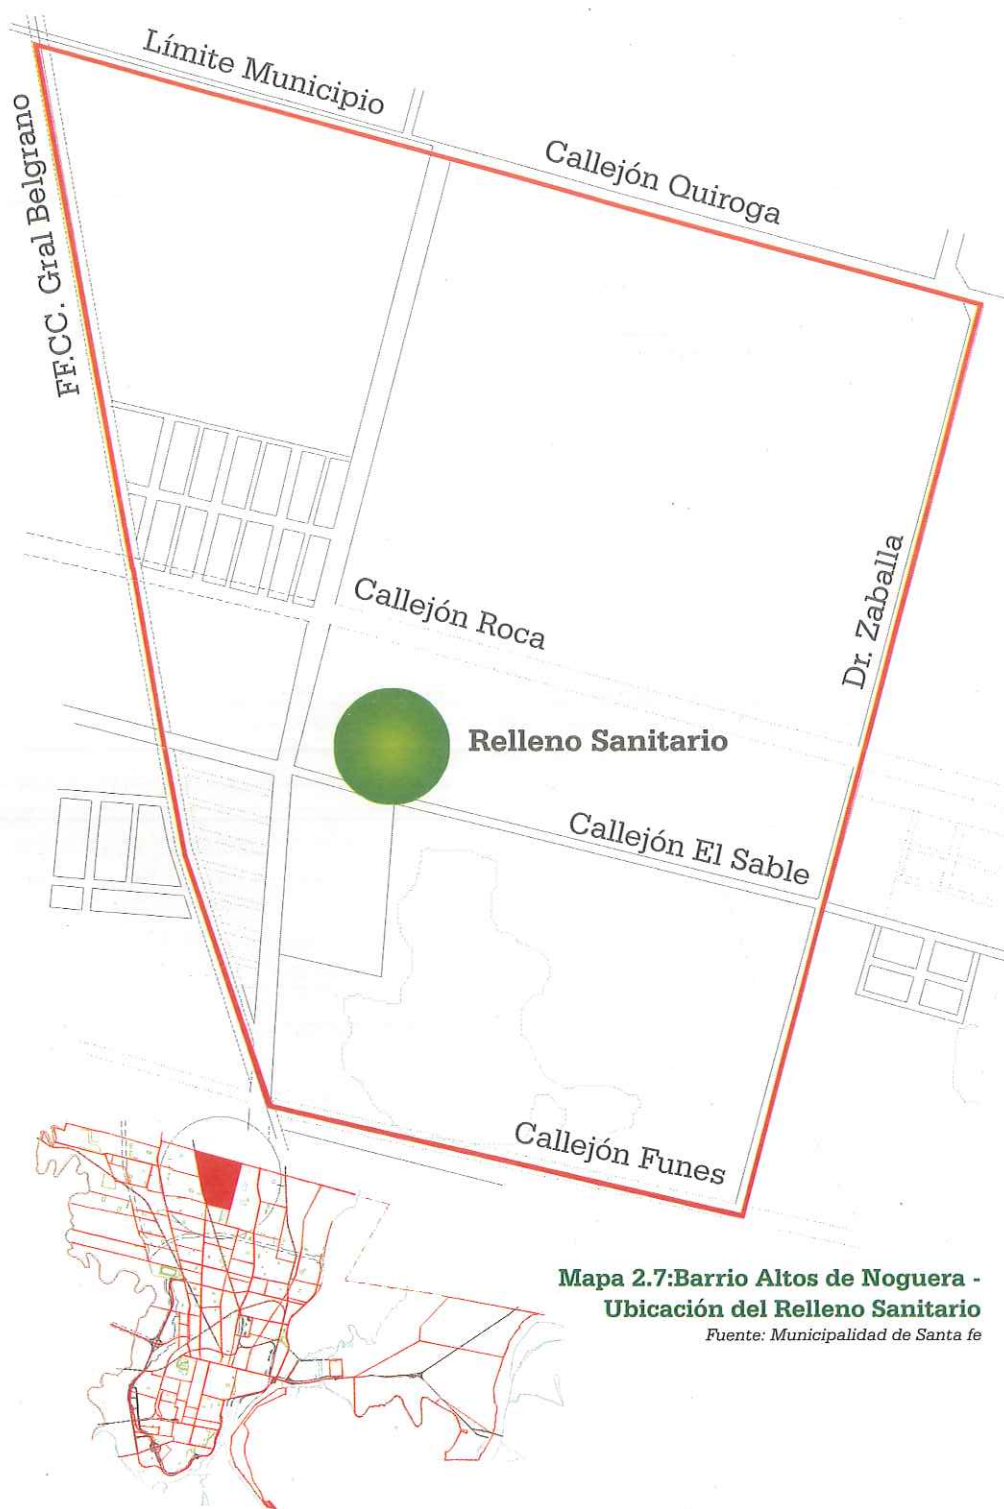 Límite Municipio
Callejón Quiroga
FF.CC. Gral Belgrano
Dr. Zaballa
Callejón Roca
Relleno Sanitario
Callejón El Sable
Callejón Funes
Mapa 2.7:Barrio Altos de Noguera -
Ubicación del Relleno Sanitario
Fuente: Municipalidad de Santa fe